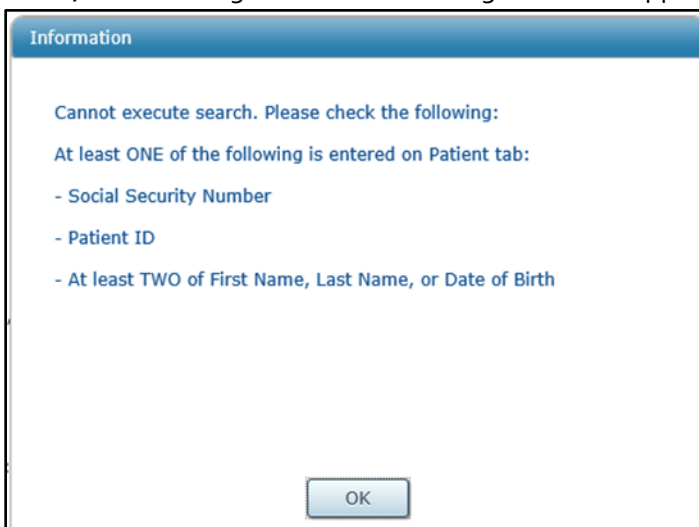 Information
Cannot execute search. Please check the following:
At least ONE of the following is entered on Patient tab:
- Social Security Number
- Patient ID
- At least TWO of First Name, Last Name, or Date of Birth
OK